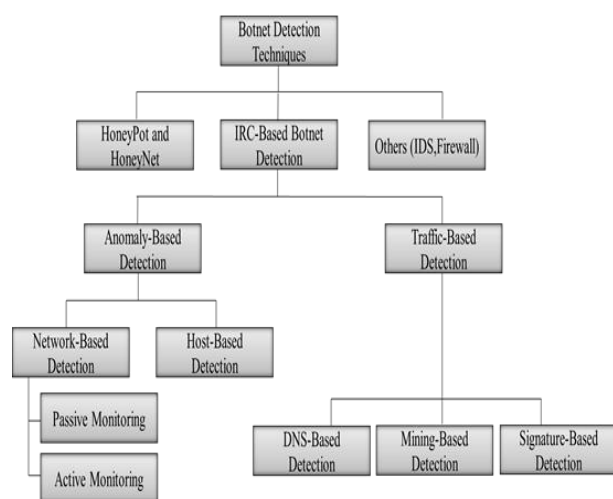 Botnet Detection
Techniques
HoneyPot and
HoneyNet
IRC-Based Botnet
Detection
Others (IDS,Firewall)
Anomaly-Based
Detection
Traffic-Based
Detection
Network-Based
Detection
Host-Based
Detection
Passive Monitoring
Active Monitoring
DNS-Based
Detection
Mining-Based
Detection
Signature-Based
Detection